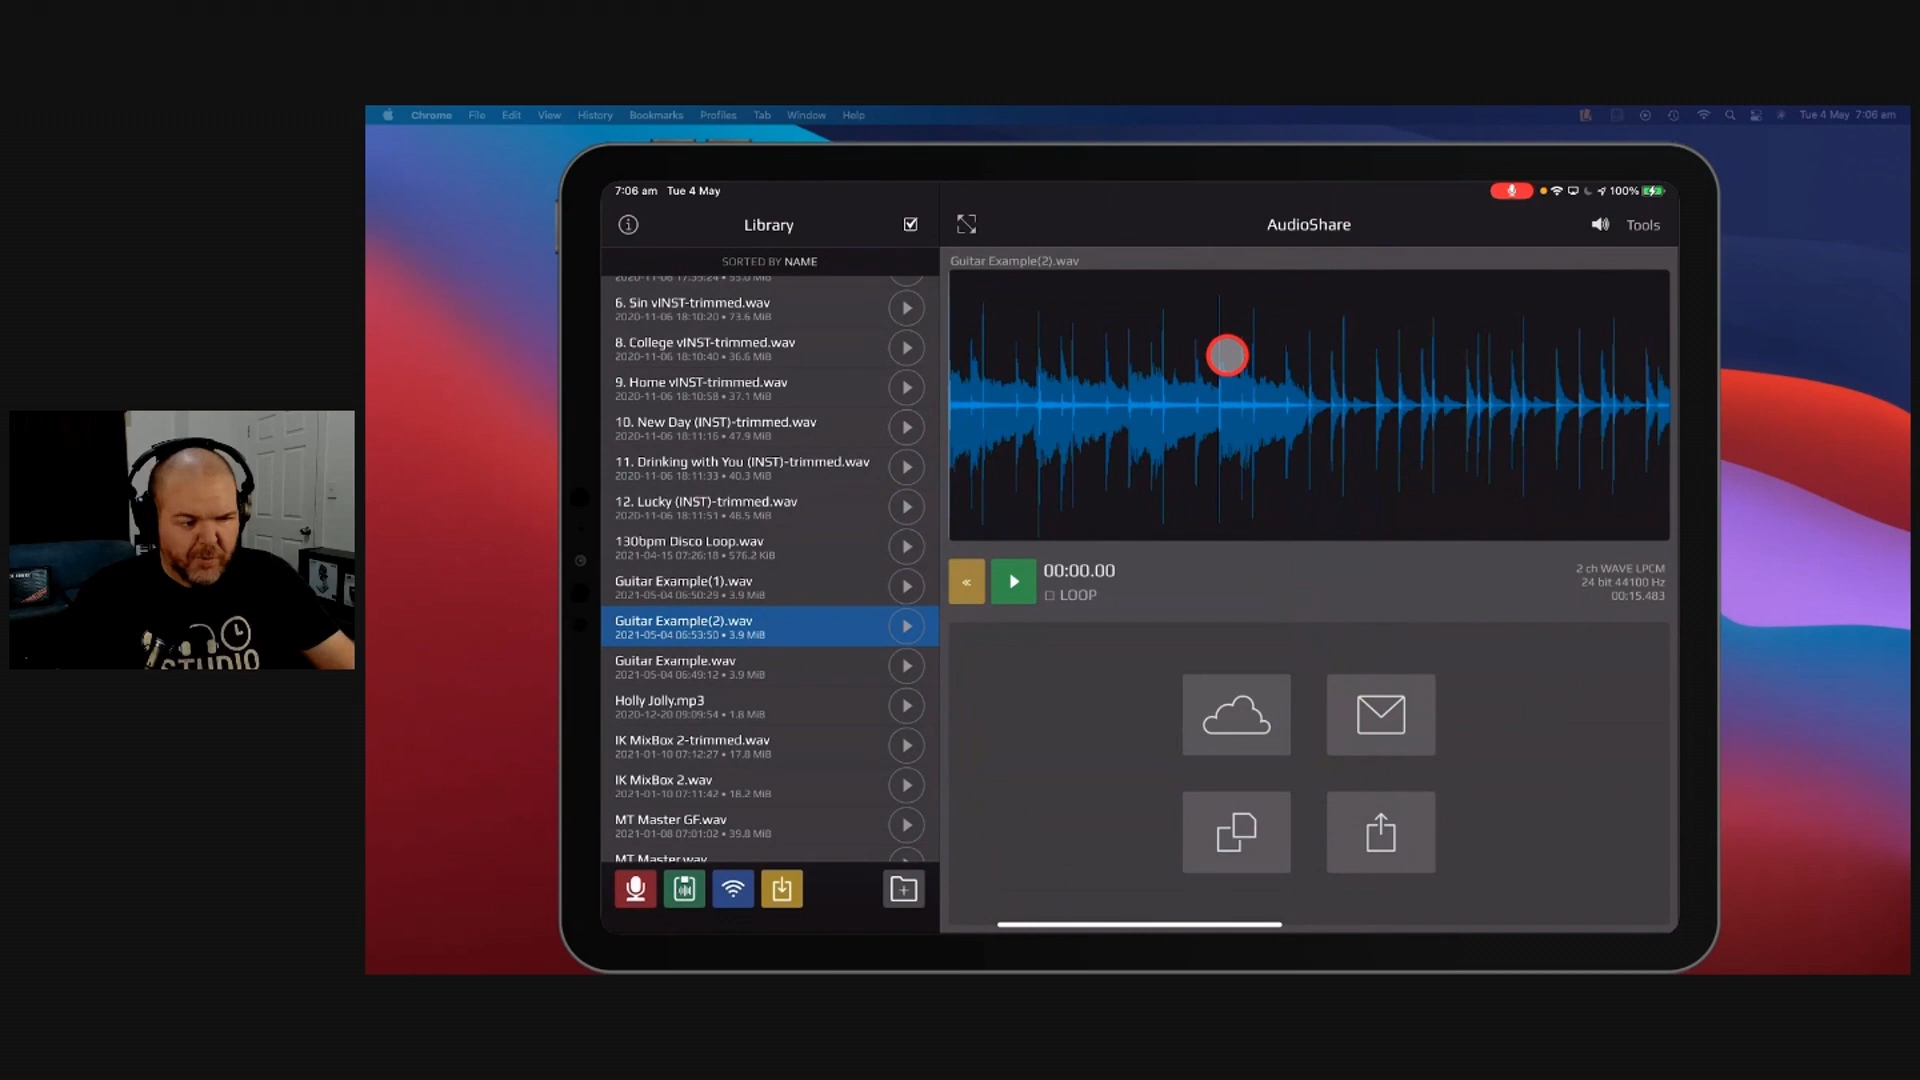 Chrome File Edit View History Bookmarks Profiles Tab Window Help
Tue 4 May 7:06 am
7:06 am Tue 4 May
100%
Library
AudioShare
Tools
SORTED BY NAME
Guitar Example(2).wav
2020-11-06 17:55:24 • 55.0 MiB
6. Sin vINST-trimmed.wav
2020-11-06 18:10:20 • 73.6 MiB
8. College vINST-trimmed.wav
2020-11-06 18:10:40 • 36.6 MiB
9. Home vINST-trimmed.wav
2020-11-06 18:10:58 • 37.1 MiB
10. New Day (INST)-trimmed.wav
2020-11-06 18:11:16 • 47.9 MiB
11. Drinking with You (INST)-trimmed.wav
2020-11-06 18:11:33 • 40.3 MiB
12. Lucky (INST)-trimmed.wav
2020-11-06 18:11:51 • 48.5 MiB
130bpm Disco Loop.wav
2021-04-15 07:26:18 • 576.2 KiB
Guitar Example(1).wav
2021-05-04 06:50:29 • 3.9 MiB
Guitar Example(2).wav
2021-05-04 06:53:50 • 3.9 MiB
Guitar Example.wav
2021-05-04 06:49:12 • 3.9 MiB
Holly Jolly.mp3
2020-12-20 09:09:54 • 1.8 MiB
IK MixBox 2-trimmed.wav
2021-01-10 07:12:27 • 17.8 MiB
IK MixBox 2.wav
2021-01-10 07:11:42 • 18.2 MiB
MT Master GF.wav
2021-01-08 07:01:02 • 39.8 MiB
MT Master.wav
00:00.00
LOOP
2 ch WAVE LPCM
24 bit 44100 Hz
00:15.483
STUDIO